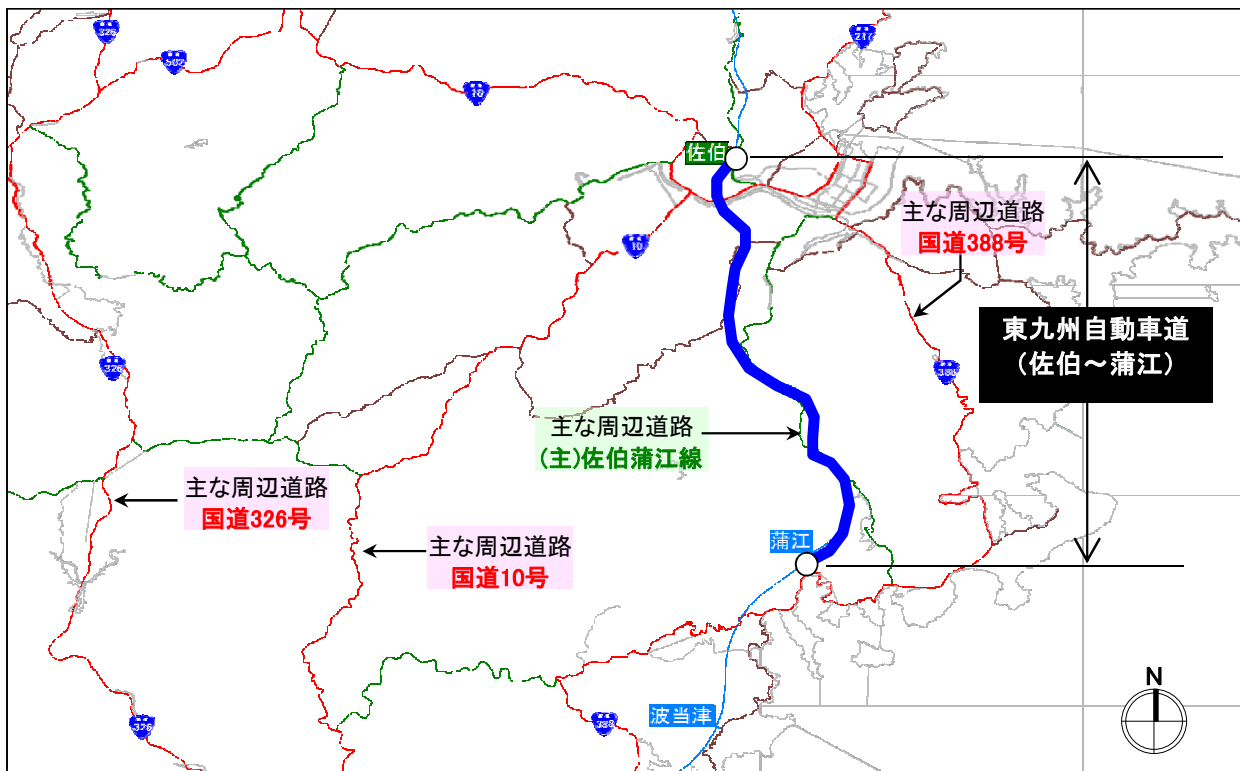 326
502
10
217
佐伯
主な周辺道路
国道388号
10
東九州自動車道
(佐伯~蒲江)
326
388
主な周辺道路
(主)佐伯蒲江線
主な周辺道路
国道326号
主な周辺道路
国道10号
蒲江
波当津
326
388
N